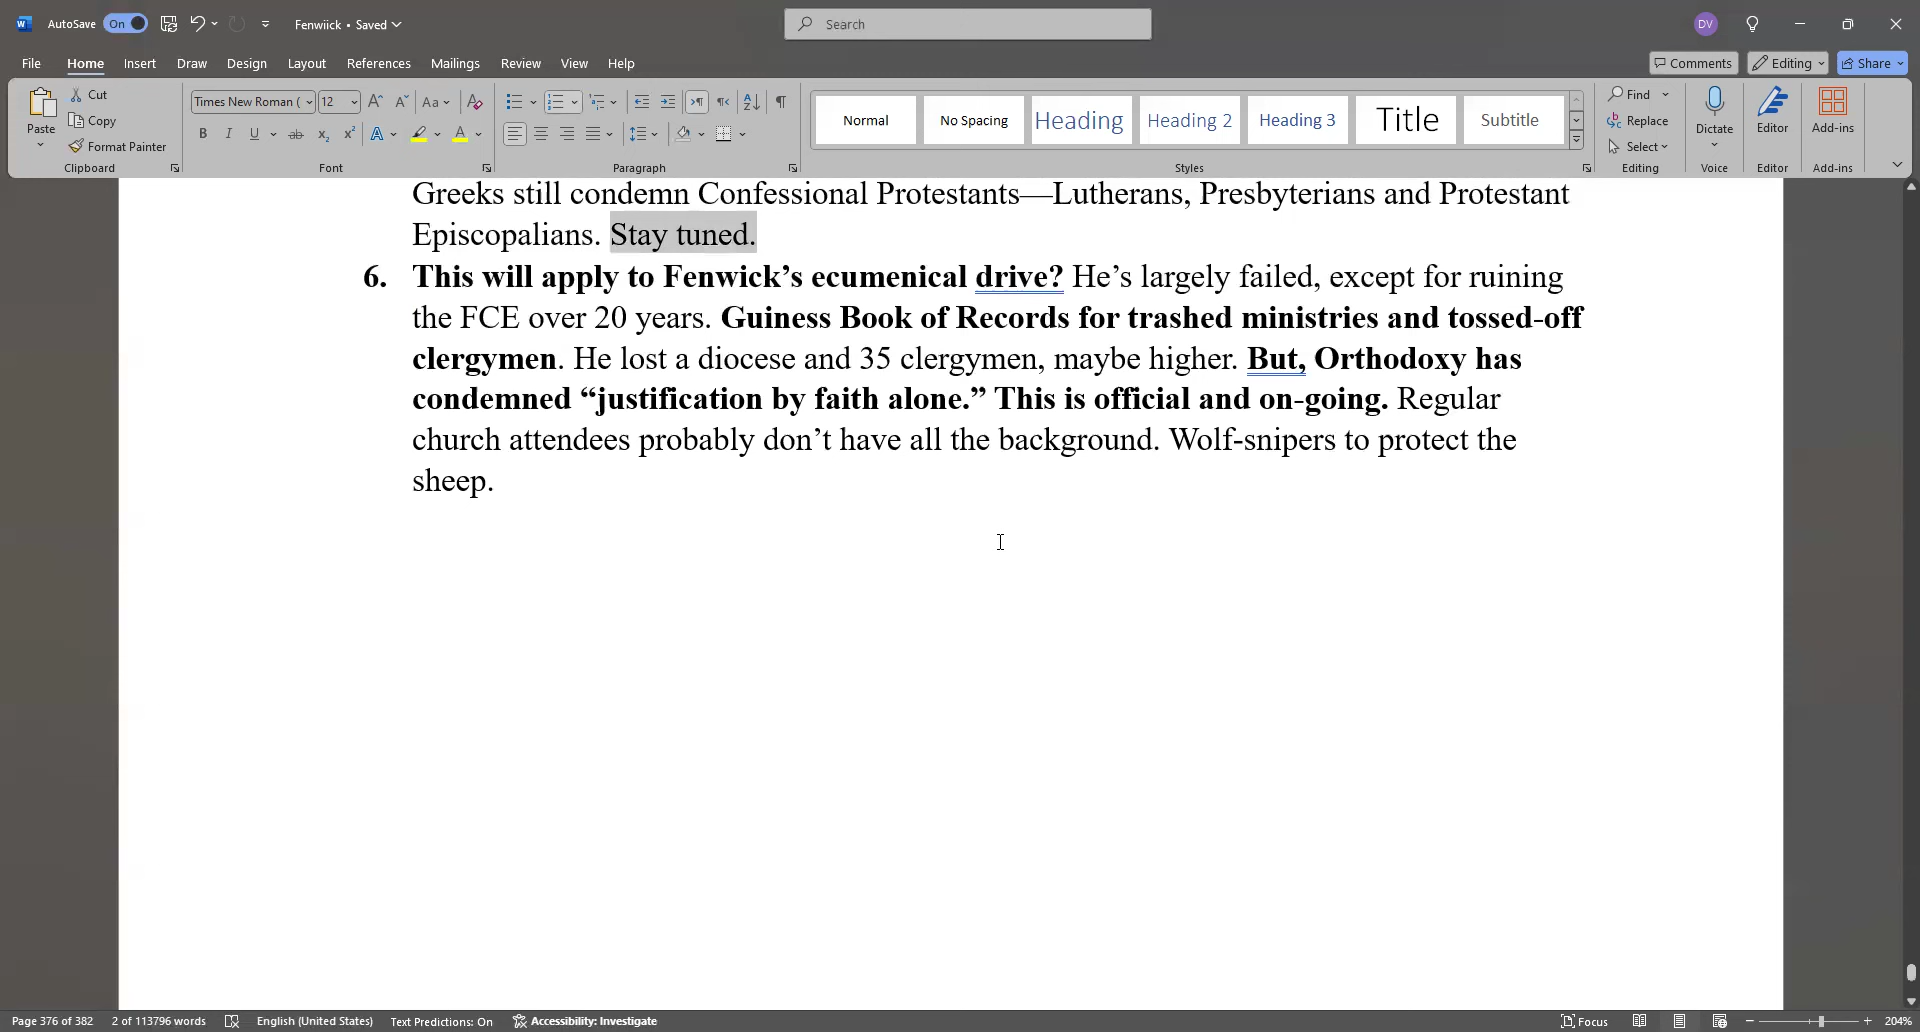 AutoSave On Fenwiick • Saved Search DV
File Home Insert Draw Design Layout References Mailings Review View Help Comments Editing Share
Paste Cut Copy Format Painter Clipboard
Times New Roman ( 12 Aa Font
Paragraph
Normal No Spacing Heading Heading 2 Heading 3 Title Subtitle Styles
Find Replace Select Editing
Dictate Voice
Editor Editor
Add-ins Add-ins
Greeks still condemn Confessional Protestants—Lutherans, Presbyterians and Protestant
Episcopalians. Stay tuned.
6. This will apply to Fenwick’s ecumenical drive? He’s largely failed, except for ruining
the FCE over 20 years. Guiness Book of Records for trashed ministries and tossed-off
clergymen. He lost a diocese and 35 clergymen, maybe higher. But, Orthodoxy has
condemned “justification by faith alone.” This is official and on-going. Regular
church attendees probably don’t have all the background. Wolf-snipers to protect the
sheep.
Page 376 of 382 2 of 113796 words English (United States) Text Predictions: On Accessibility: Investigate Focus 204%